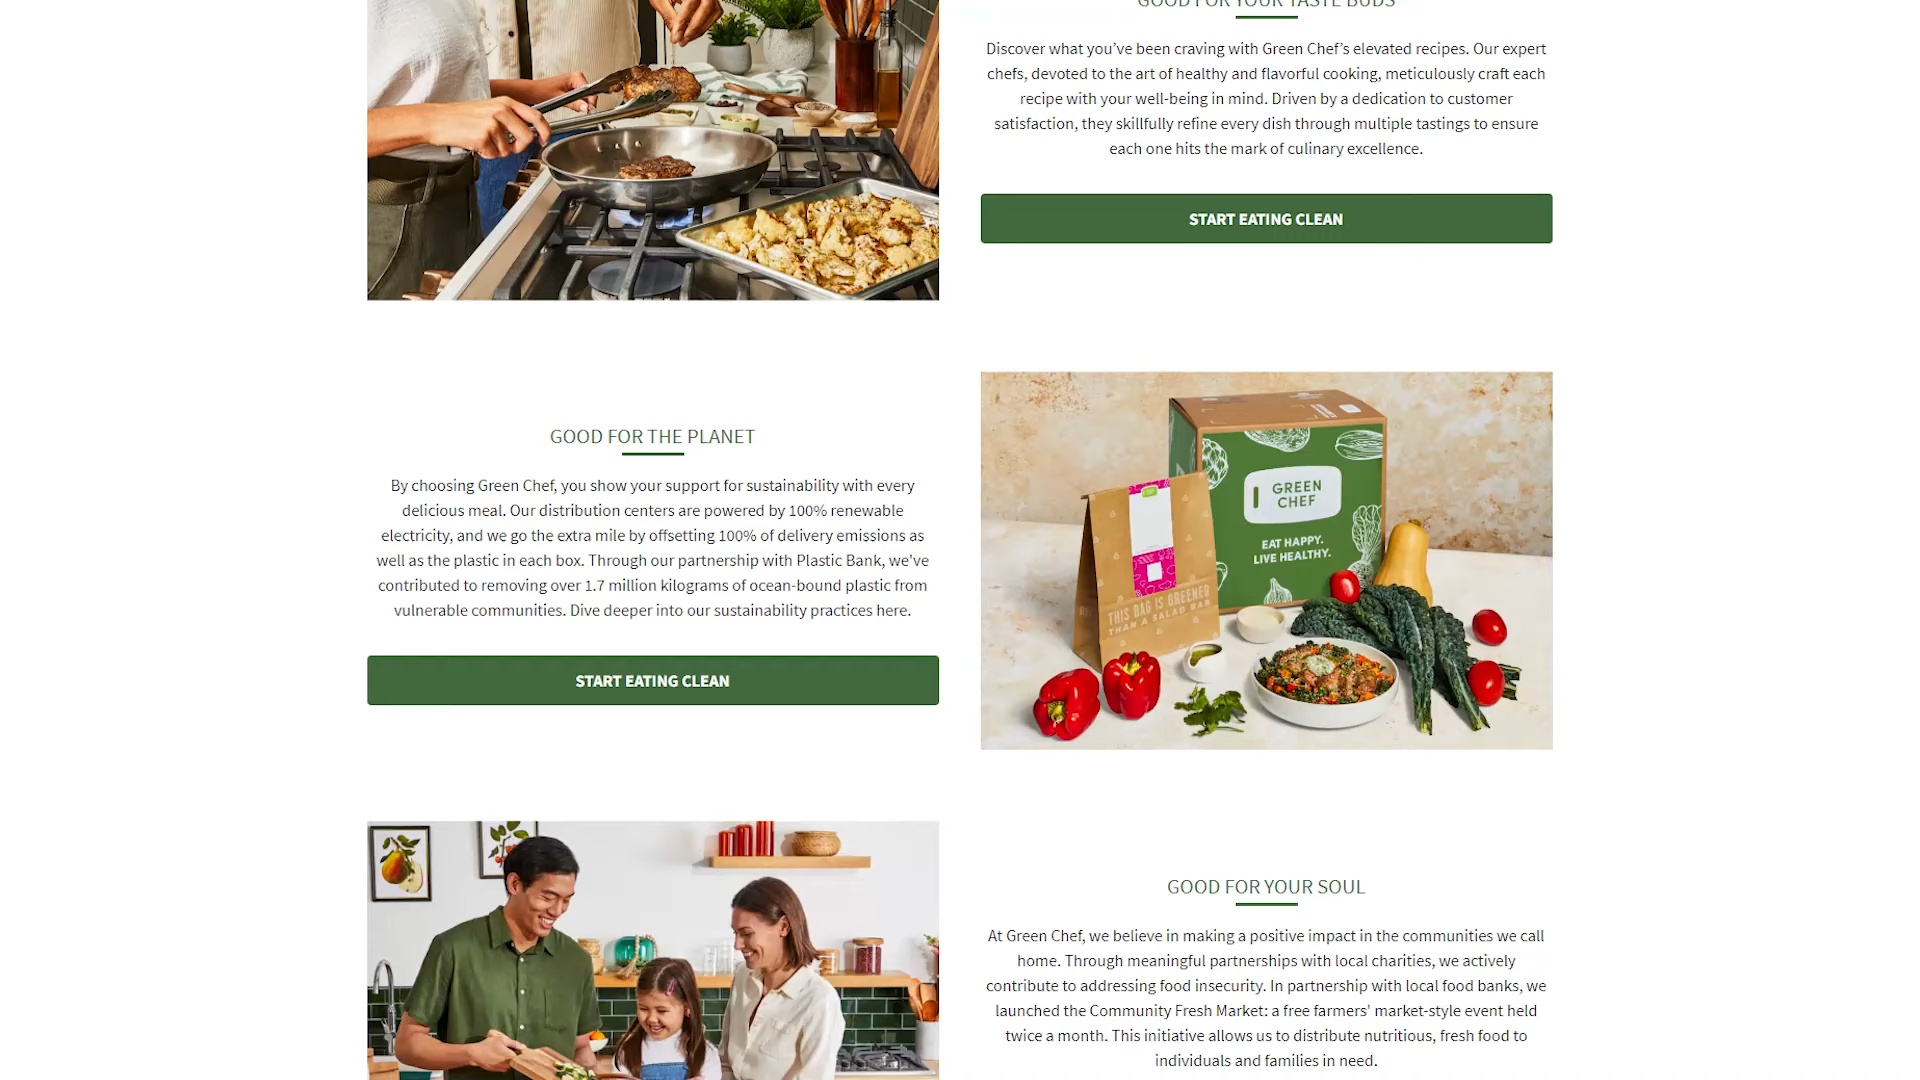 GOOD FOR YOUR TASTE BUDS
Discover what you’ve been craving with Green Chef’s elevated recipes. Our expert
chefs, devoted to the art of healthy and flavorful cooking, meticulously craft each
recipe with your well-being in mind. Driven by a dedication to customer
satisfaction, they skillfully refine every dish through multiple tastings to ensure
each one hits the mark of culinary excellence.
START EATING CLEAN
GOOD FOR THE PLANET
By choosing Green Chef, you show your support for sustainability with every
delicious meal. Our distribution centers are powered by 100% renewable
electricity, and we go the extra mile by offsetting 100% of delivery emissions as
well as the plastic in each box. Through our partnership with Plastic Bank, we've
contributed to removing over 1.7 million kilograms of ocean-bound plastic from
vulnerable communities. Dive deeper into our sustainability practices here.
START EATING CLEAN
GREEN
CHEF
EAT HAPPY.
LIVE HEALTHY.
THIS BAG IS GREENER
THAN A SALAD BAR
GOOD FOR YOUR SOUL
At Green Chef, we believe in making a positive impact in the communities we call
home. Through meaningful partnerships with local charities, we actively
contribute to addressing food insecurity. In partnership with local food banks, we
launched the Community Fresh Market: a free farmers' market-style event held
twice a month. This initiative allows us to distribute nutritious, fresh food to
individuals and families in need.